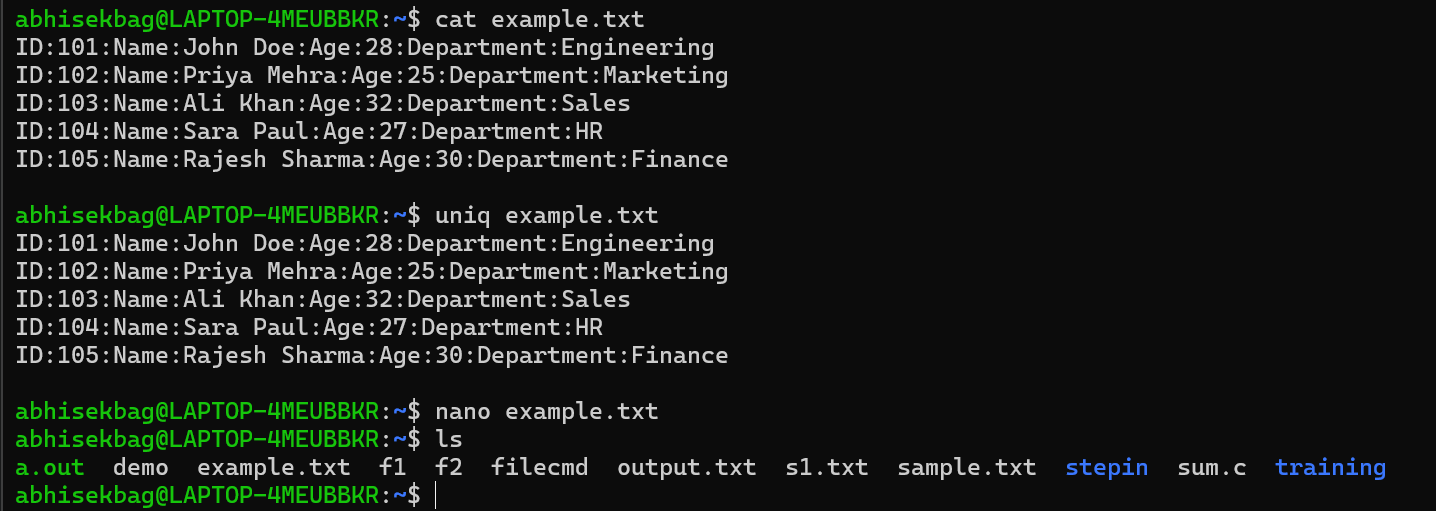 abhisekbag@LAPTOP-4MEUBBKR:~$ cat example.txt
ID:101:Name:John Doe:Age:28:Department:Engineering
ID:102:Name:Priya Mehra:Age:25:Department:Marketing
ID:103:Name:Ali Khan:Age:32:Department:Sales
ID:104:Name:Sara Paul:Age:27:Department:HR
ID:105:Name:Rajesh Sharma:Age:30:Department:Finance

abhisekbag@LAPTOP-4MEUBBKR:~$ uniq example.txt
ID:101:Name:John Doe:Age:28:Department:Engineering
ID:102:Name:Priya Mehra:Age:25:Department:Marketing
ID:103:Name:Ali Khan:Age:32:Department:Sales
ID:104:Name:Sara Paul:Age:27:Department:HR
ID:105:Name:Rajesh Sharma:Age:30:Department:Finance

abhisekbag@LAPTOP-4MEUBBKR:~$ nano example.txt
abhisekbag@LAPTOP-4MEUBBKR:~$ ls
a.out  demo  example.txt  f1  f2  filecmd  output.txt  s1.txt  sample.txt  stepin  sum.c  training
abhisekbag@LAPTOP-4MEUBBKR:~$